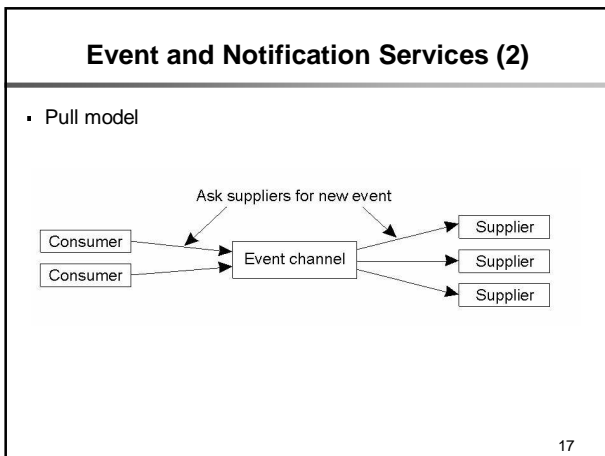 Event and Notification Services (2)
▪ Pull model
Ask suppliers for new event
Consumer
Consumer
Event channel
Supplier
Supplier
Supplier
17